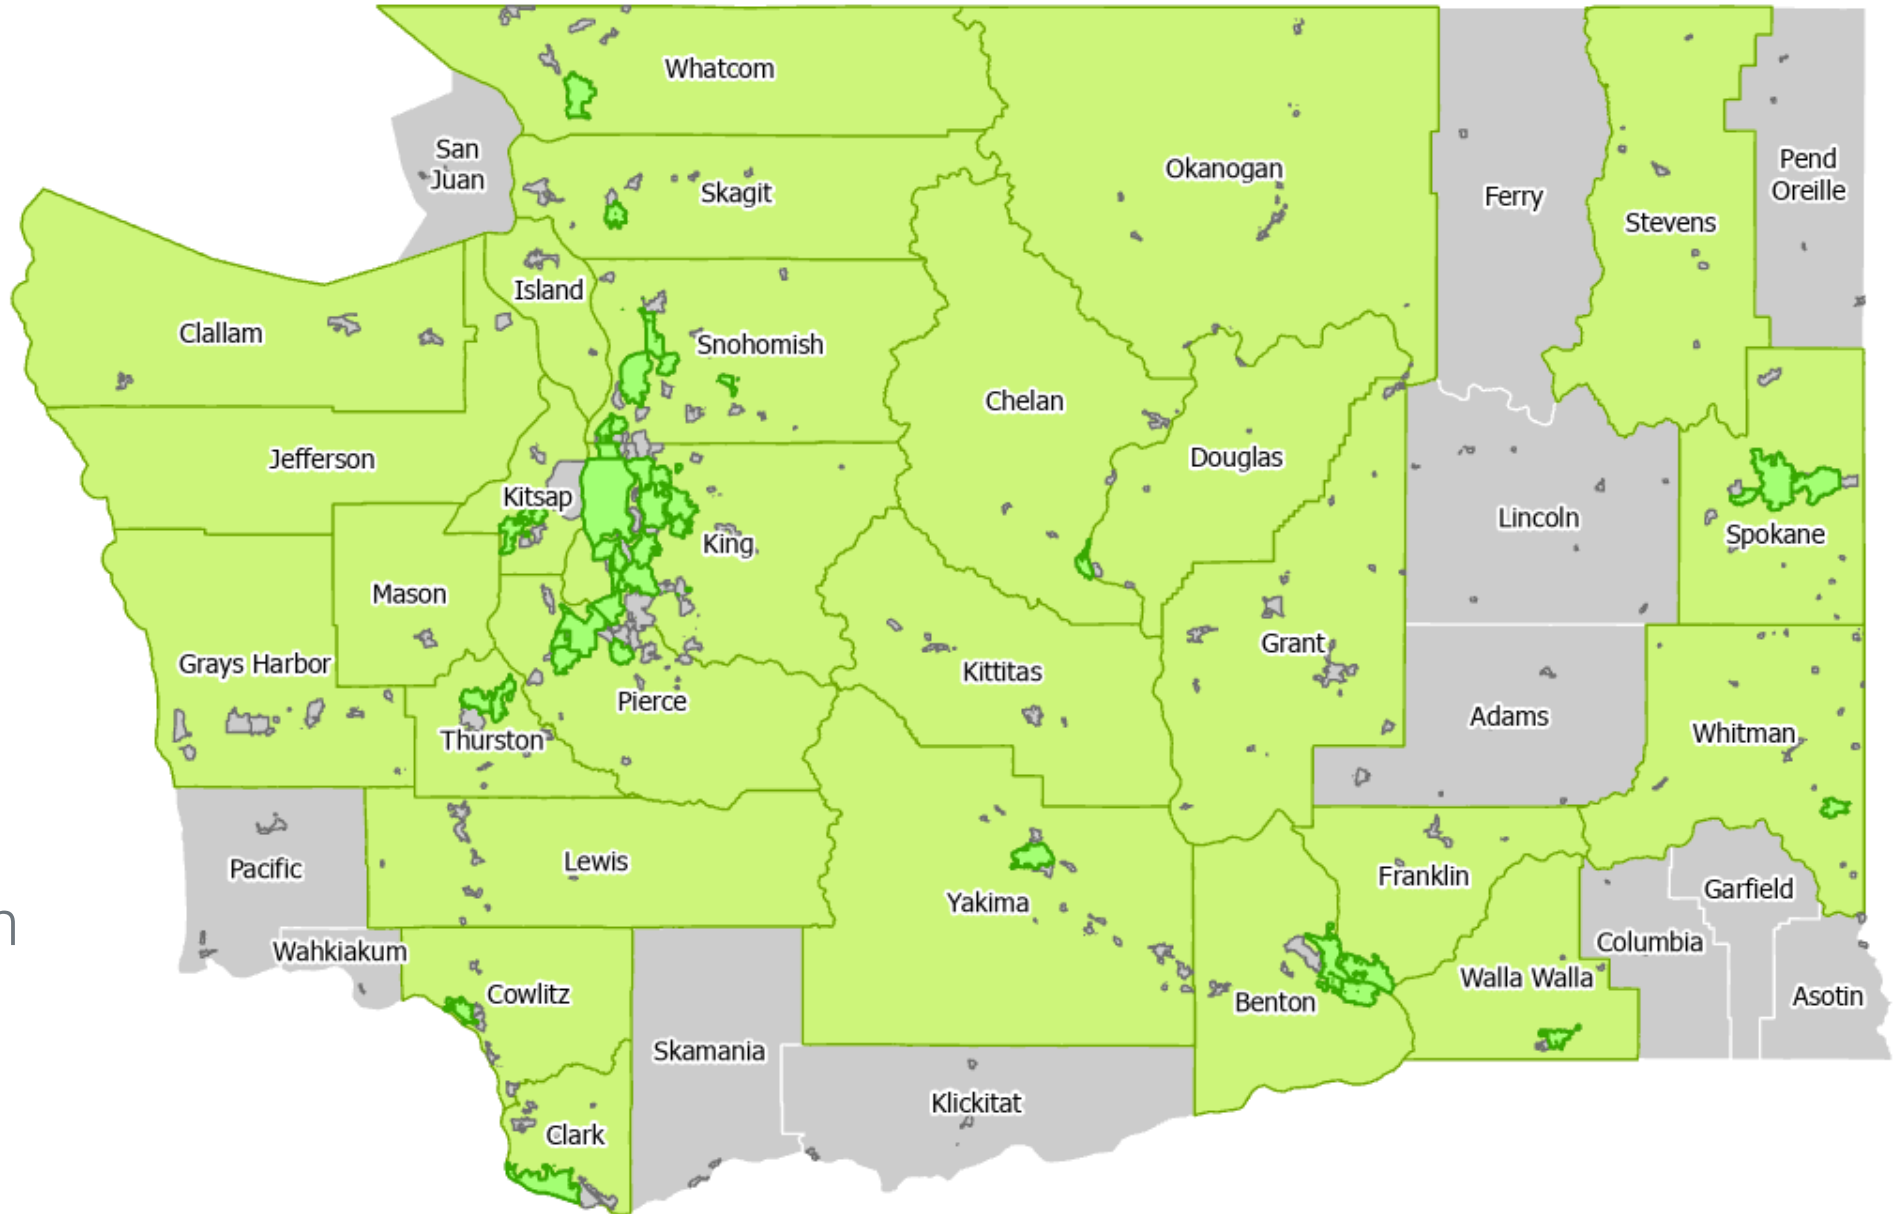 Whatcom
San
Juan
Skagit
Okanogan
Ferry
Pend
Oreille
Stevens
Island
Clallam
Snohomish
Chelan
Jefferson
Douglas
Kitsap
Lincoln
Spokane
King
Mason
Grant
Grays Harbor
Kittitas
Pierce
Adams
Whitman
Thurston
Lewis
Pacific
Franklin
Garfield
Yakima
n
Wahkiakum
Columbia
Walla Walla
Cowlitz
Benton
Asotin
Skamania
Klickitat
Clark